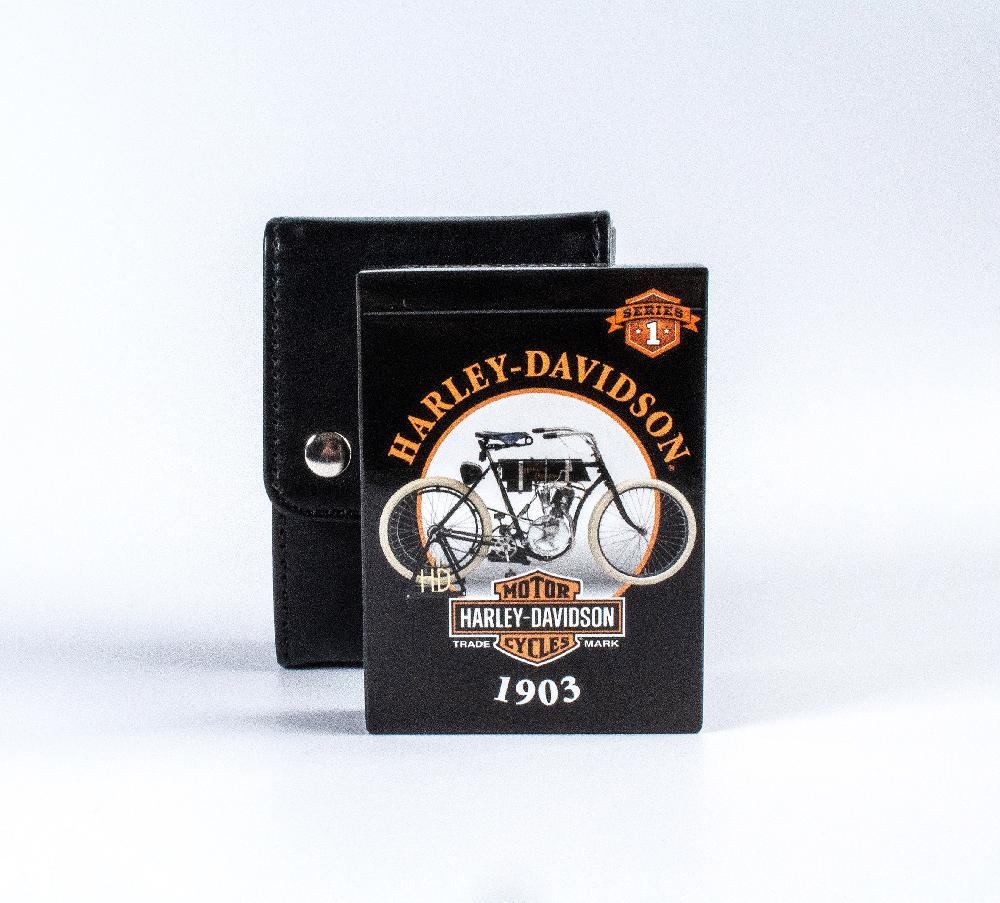 SERIES
1
HARLEY-DAVIDSON
HD
MOTOR
HARLEY-DAVIDSON
TRADE CYCLES MARK
1903